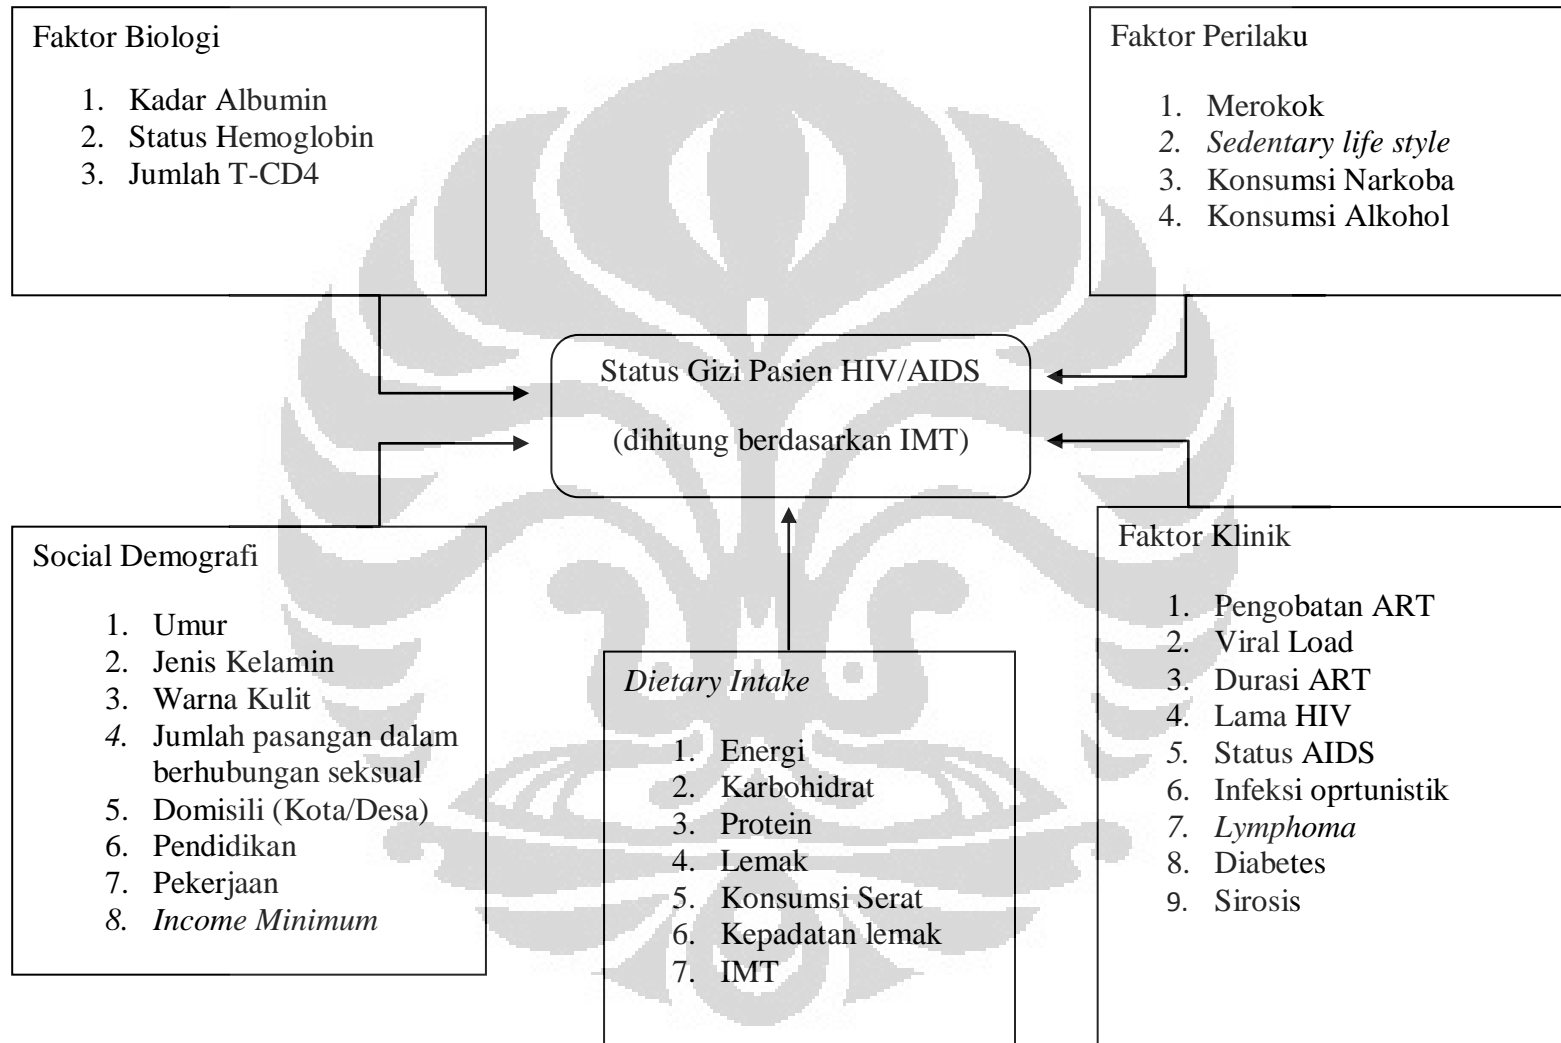 Faktor Biologi
1. Kadar Albumin
2. Status Hemoglobin
3. Jumlah T-CD4
Faktor Perilaku
1. Merokok
2. Sedentary life style
3. Konsumsi Narkoba
4. Konsumsi Alkohol
Status Gizi Pasien HIV/AIDS
(dihitung berdasarkan IMT)
Social Demografi
1. Umur
2. Jenis Kelamin
3. Warna Kulit
4. Jumlah pasangan dalam
berhubungan seksual
5. Domisili (Kota/Desa)
6. Pendidikan
7. Pekerjaan
8. Income Minimum
Dietary Intake
1. Energi
2. Karbohidrat
3. Protein
4. Lemak
5. Konsumsi Serat
6. Kepadatan lemak
7. IMT
Faktor Klinik
1. Pengobatan ART
2. Viral Load
3. Durasi ART
4. Lama HIV
5. Status AIDS
6. Infeksi oprtunistik
7. Lymphoma
8. Diabetes
9. Sirosis